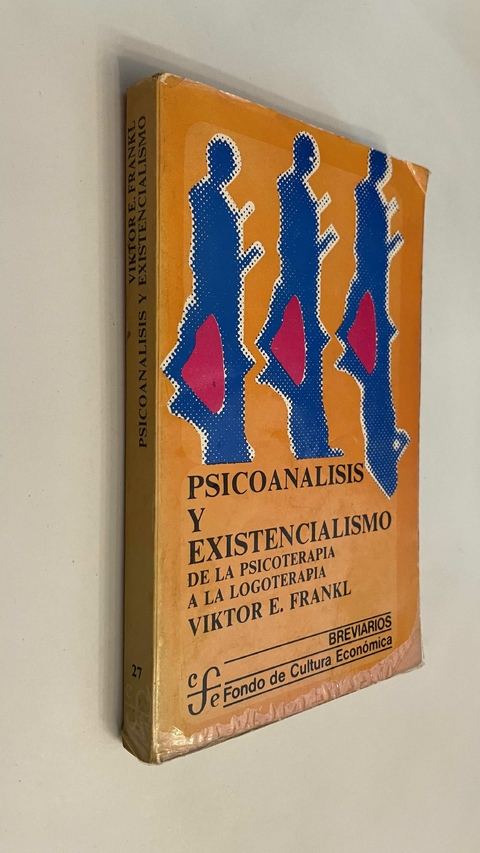 VIKTOR E. FRANKL
PSICOANALISIS Y EXISTENCIALISMO
27
PSICOANALISIS
Y
EXISTENCIALISMO
DE LA PSICOTERAPIA
A LA LOGOTERAPIA
VIKTOR E. FRANKL
BREVIARIOS
cfe Fondo de Cultura Económica